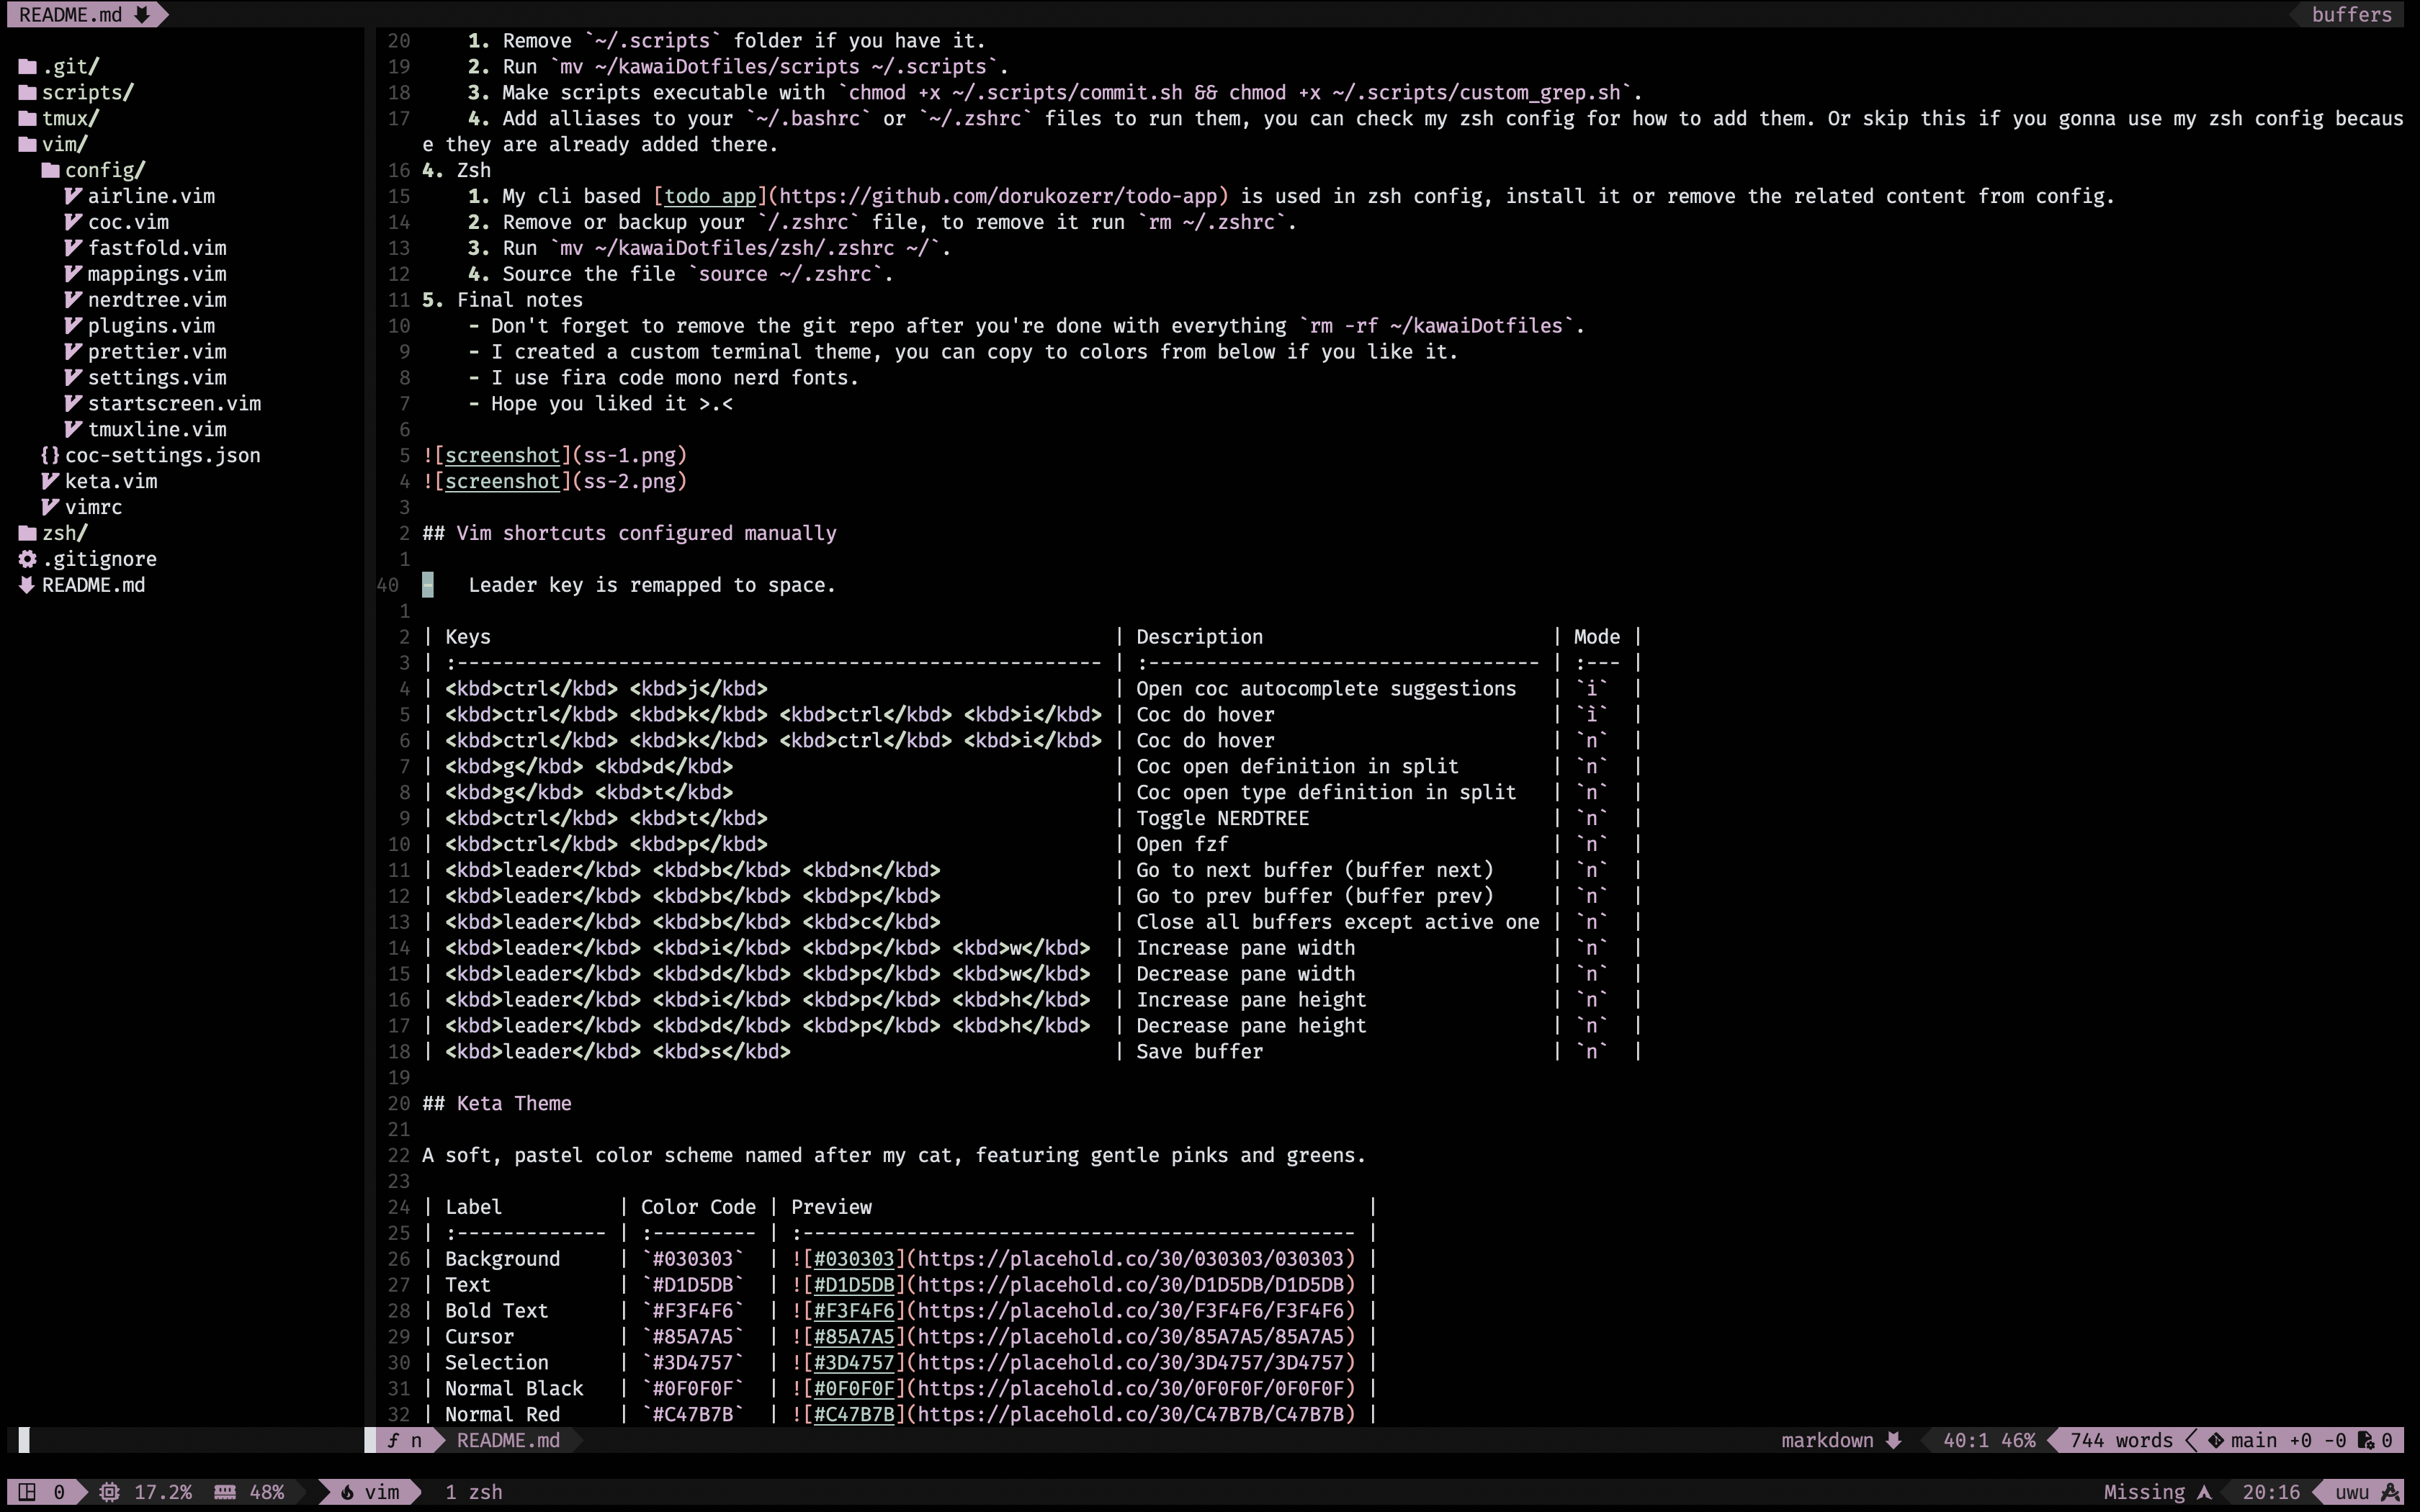 README.md
buffers
.git/
scripts/
tmux/
vim/
config/
airline.vim
coc.vim
fastfold.vim
mappings.vim
nerdtree.vim
plugins.vim
prettier.vim
settings.vim
startscreen.vim
tmuxline.vim
{} coc-settings.json
keta.vim
vimrc
zsh/
.gitignore
README.md
20 1. Remove `~/.scripts` folder if you have it.
19 2. Run `mv ~/kawaiDotfiles/scripts ~/.scripts`.
18 3. Make scripts executable with `chmod +x ~/.scripts/commit.sh && chmod +x ~/.scripts/custom_grep.sh`.
17 4. Add alliases to your `~/.bashrc` or `~/.zshrc` files to run them, you can check my zsh config for how to add them. Or skip this if you gonna use my zsh config becaus
e they are already added there.
16 4. Zsh
15 1. My cli based [todo app](https://github.com/dorukozerr/todo-app) is used in zsh config, install it or remove the related content from config.
14 2. Remove or backup your `/.zshrc` file, to remove it run `rm ~/.zshrc`.
13 3. Run `mv ~/kawaiDotfiles/zsh/.zshrc ~/`.
12 4. Source the file `source ~/.zshrc`.
11 5. Final notes
10 - Don't forget to remove the git repo after you're done with everything `rm -rf ~/kawaiDotfiles`.
9 - I created a custom terminal theme, you can copy to colors from below if you like it.
8 - I use fira code mono nerd fonts.
7 - Hope you liked it >.<
6
5 ![screenshot](ss-1.png)
4 ![screenshot](ss-2.png)
3
2 ## Vim shortcuts configured manually
1
40 - Leader key is remapped to space.
1
2 | Keys | Description | Mode |
3 | :-------------------------------------------------------- | :---------------------------------- | :--- |
4 | <kbd>ctrl</kbd> <kbd>j</kbd> | Open coc autocomplete suggestions | `i` |
5 | <kbd>ctrl</kbd> <kbd>k</kbd> <kbd>ctrl</kbd> <kbd>i</kbd> | Coc do hover | `i` |
6 | <kbd>ctrl</kbd> <kbd>k</kbd> <kbd>ctrl</kbd> <kbd>i</kbd> | Coc do hover | `n` |
7 | <kbd>g</kbd> <kbd>d</kbd> | Coc open definition in split | `n` |
8 | <kbd>g</kbd> <kbd>t</kbd> | Coc open type definition in split | `n` |
9 | <kbd>ctrl</kbd> <kbd>t</kbd> | Toggle NERDTREE | `n` |
10 | <kbd>ctrl</kbd> <kbd>p</kbd> | Open fzf | `n` |
11 | <kbd>leader</kbd> <kbd>b</kbd> <kbd>n</kbd> | Go to next buffer (buffer next) | `n` |
12 | <kbd>leader</kbd> <kbd>b</kbd> <kbd>p</kbd> | Go to prev buffer (buffer prev) | `n` |
13 | <kbd>leader</kbd> <kbd>b</kbd> <kbd>c</kbd> | Close all buffers except active one | `n` |
14 | <kbd>leader</kbd> <kbd>i</kbd> <kbd>p</kbd> <kbd>w</kbd> | Increase pane width | `n` |
15 | <kbd>leader</kbd> <kbd>d</kbd> <kbd>p</kbd> <kbd>w</kbd> | Decrease pane width | `n` |
16 | <kbd>leader</kbd> <kbd>i</kbd> <kbd>p</kbd> <kbd>h</kbd> | Increase pane height | `n` |
17 | <kbd>leader</kbd> <kbd>d</kbd> <kbd>p</kbd> <kbd>h</kbd> | Decrease pane height | `n` |
18 | <kbd>leader</kbd> <kbd>s</kbd> | Save buffer | `n` |
19
20 ## Keta Theme
21
22 A soft, pastel color scheme named after my cat, featuring gentle pinks and greens.
23
24 | Label | Color Code | Preview |
25 | :------------- | :--------- | :------------------------------------------------ |
26 | Background | `#030303` | ![#030303](https://placehold.co/30/030303/030303) |
27 | Text | `#D1D5DB` | ![#D1D5DB](https://placehold.co/30/D1D5DB/D1D5DB) |
28 | Bold Text | `#F3F4F6` | ![#F3F4F6](https://placehold.co/30/F3F4F6/F3F4F6) |
29 | Cursor | `#85A7A5` | ![#85A7A5](https://placehold.co/30/85A7A5/85A7A5) |
30 | Selection | `#3D4757` | ![#3D4757](https://placehold.co/30/3D4757/3D4757) |
31 | Normal Black | `#0F0F0F` | ![#0F0F0F](https://placehold.co/30/0F0F0F/0F0F0F) |
32 | Normal Red | `#C47B7B` | ![#C47B7B](https://placehold.co/30/C47B7B/C47B7B) |
ƒ n README.md markdown 40:1 46% 744 words main +0 -0 0
0 17.2% 48% vim 1 zsh Missing 20:16 uwu